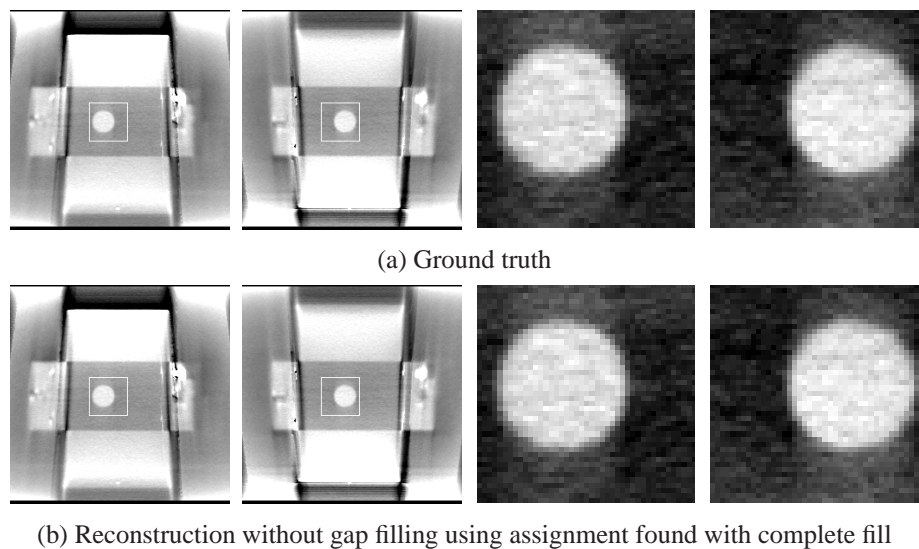 (a) Ground truth
(b) Reconstruction without gap filling using assignment found with complete fill